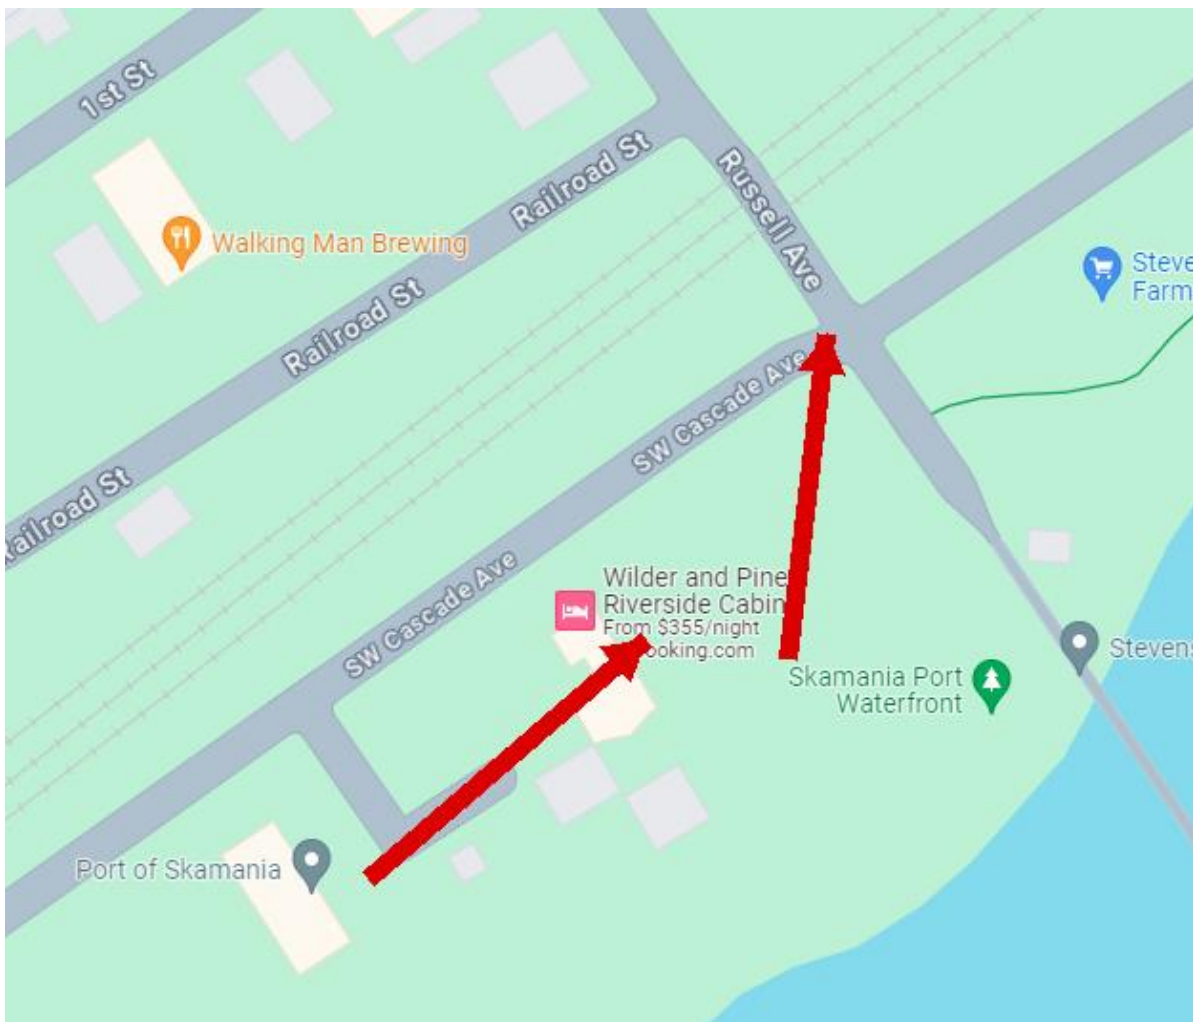 1st St
Railroad St
Russell Ave
Walking Man Brewing
Railroad St
Steve
Farm
SW Cascade Ave
Railroad St
SW Cascade Ave
Wilder and Pine
Riverside Cabin
From $355/night
ooking.com
Stevens
Skamania Port
Waterfront
Port of Skamania